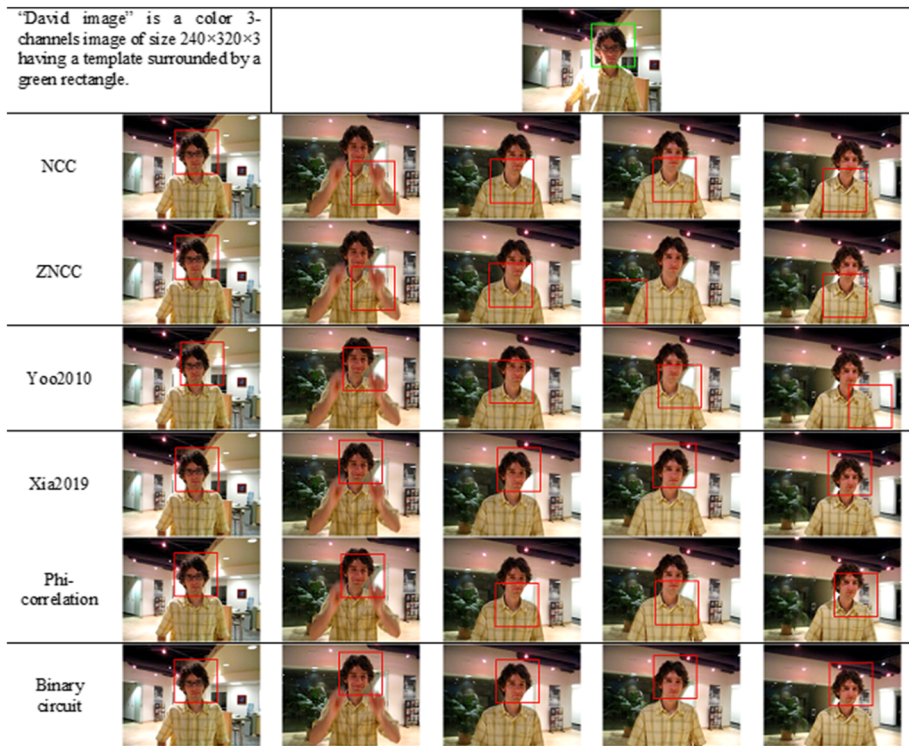 “David image” is a color 3-
channels image of size 240×320×3
having a template surrounded by a
green rectangle.
NCC
ZNCC
Yoo2010
Xia2019
Phi-
correlation
Binary
circuit